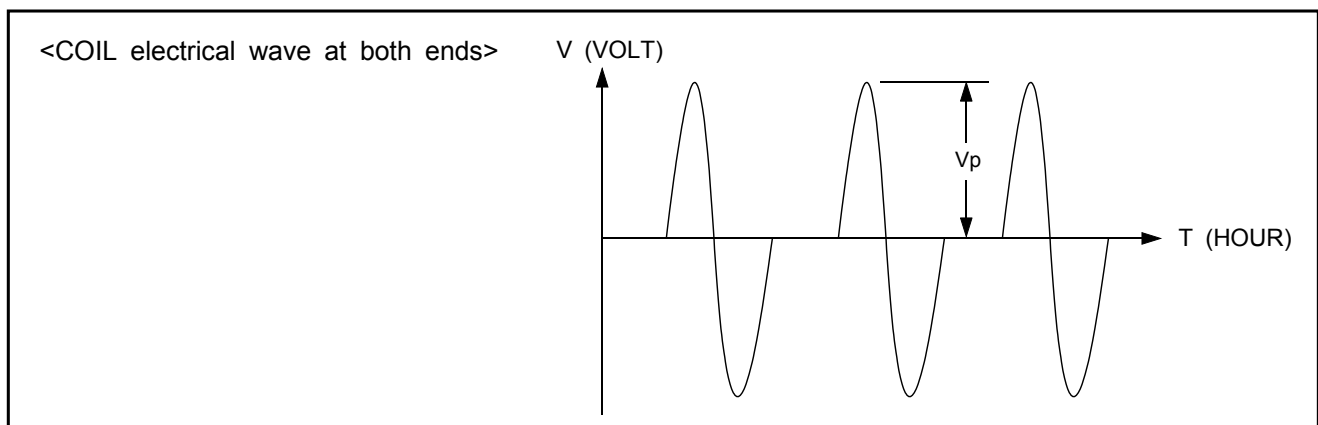 <COIL electrical wave at both ends>
V (VOLT)
Vp
T (HOUR)